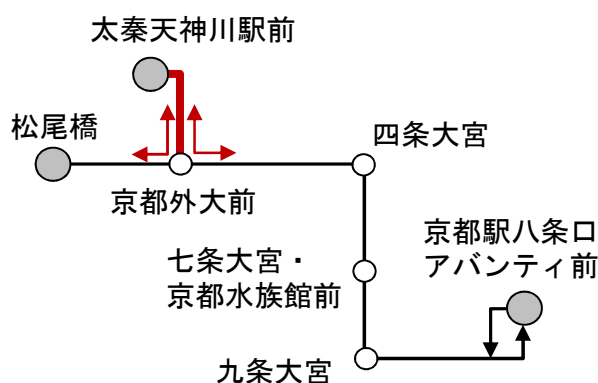 太秦天神川駅前
松尾橋
四条大宮
京都外大前
京都駅八条口
アバンティ前
七条大宮・
京都水族館前
九条大宮